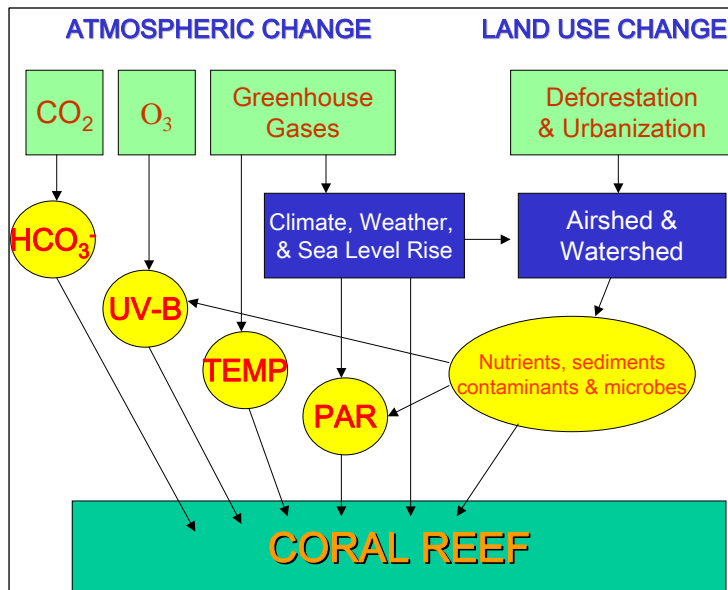 ATMOSPHERIC CHANGE
LAND USE CHANGE
CO₂
O₃
Greenhouse
Gases
Deforestation
& Urbanization
HCO₃⁻
Climate, Weather,
& Sea Level Rise
Airshed &
Watershed
UV-B
TEMP
PAR
Nutrients, sediments
contaminants & microbes
CORAL REEF